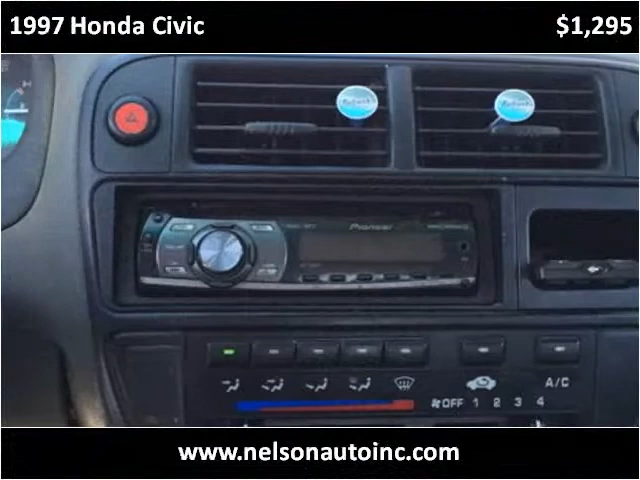 1997 Honda Civic $1,295
Pioneer
A/C
OFF 1 2 3 4
www.nelsonautoinc.com